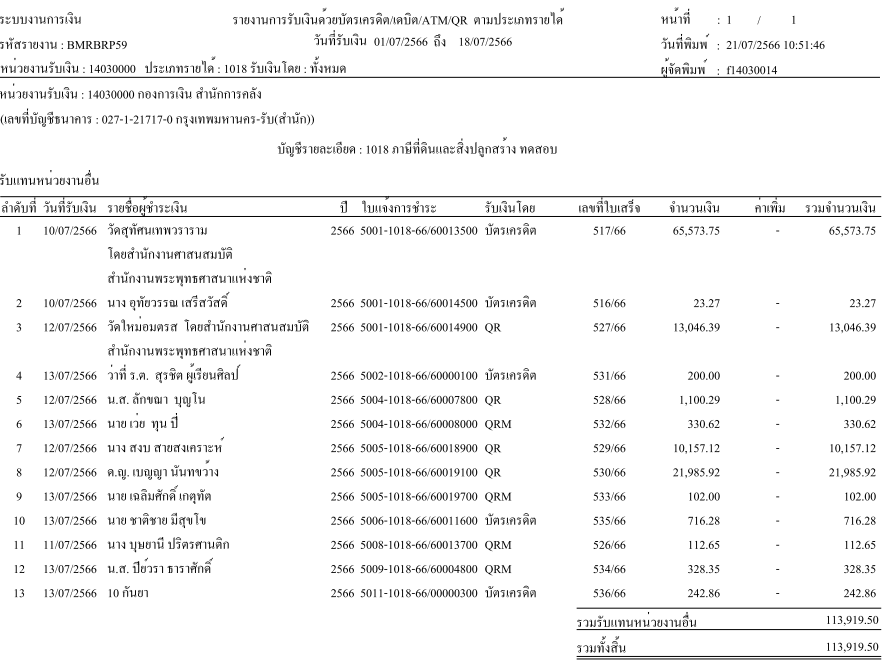 ระบบงานการเงิน รายงานการรับเงินด้วยบัตรเครดิต/เดบิต/ATM/QR ตามประเภทรายได้ หน้าที่ : 1 / 1
รหัสรายงาน : BMRBRP59 วันที่รับเงิน 01/07/2566 ถึง 18/07/2566 วันที่พิมพ์ : 21/07/2566 10:51:46
หน่วยงานรับเงิน : 14030000 ประเภทรายได้ : 1018 รับเงินโดย : ทั้งหมด ผู้จัดพิมพ์ : f14030014
หน่วยงานรับเงิน : 14030000 กองการเงิน สำนักการคลัง
(เลขที่บัญชีธนาคาร : 027-1-21717-0 กรุงเทพมหานคร-รับ(สำนัก))
บัญชีรายละเอียด : 1018 ภาษีที่ดินและสิ่งปลูกสร้าง ทดสอบ
รับแทนหน่วยงานอื่น
ลำดับที่ วันที่รับเงิน รายชื่อผู้ชำระเงิน ปี ใบแจ้งการชำระ รับเงินโดย เลขที่ใบเสร็จ จำนวนเงิน ค่าเพิ่ม รวมจำนวนเงิน
1 10/07/2566 วัดสุทัศนเทพวราราม 2566 5001-1018-66/60013500 บัตรเครดิต 517/66 65,573.75 - 65,573.75
โดยสำนักงานศาสนสมบัติ
สำนักงานพระพุทธศาสนาแห่งชาติ
2 10/07/2566 นาง อุทัยวรรณ เสรีสวัสดิ์ 2566 5001-1018-66/60014500 บัตรเครดิต 516/66 23.27 - 23.27
3 12/07/2566 วัดใหม่อมตรส โดยสำนักงานศาสนสมบัติ 2566 5001-1018-66/60014900 QR 527/66 13,046.39 - 13,046.39
สำนักงานพระพุทธศาสนาแห่งชาติ
4 13/07/2566 ว่าที่ ร.ต. สุรชิต ผู้เรียนศิลป์ 2566 5002-1018-66/60000100 บัตรเครดิต 531/66 200.00 - 200.00
5 12/07/2566 น.ส. ลักขณา บุญโน 2566 5004-1018-66/60007800 QR 528/66 1,100.29 - 1,100.29
6 13/07/2566 นาย เว่ย ทุน ปี่ 2566 5004-1018-66/60008000 QRM 532/66 330.62 - 330.62
7 12/07/2566 นาง สงบ สายสงเคราะห์ 2566 5005-1018-66/60018900 QR 529/66 10,157.12 - 10,157.12
8 12/07/2566 ด.ญ. เบญญา นันทขว้าง 2566 5005-1018-66/60019100 QR 530/66 21,985.92 - 21,985.92
9 13/07/2566 นาย เฉลิมศักดิ์ เกตุทัต 2566 5005-1018-66/60019700 QRM 533/66 102.00 - 102.00
10 13/07/2566 นาย ชาติชาย มีสุขโข 2566 5006-1018-66/60011600 บัตรเครดิต 535/66 716.28 - 716.28
11 11/07/2566 นาง บุษยานี ปริตรศานติก 2566 5008-1018-66/60013700 QRM 526/66 112.65 - 112.65
12 13/07/2566 น.ส. ปิย์วรา ธาราศักดิ์ 2566 5009-1018-66/60004800 QRM 534/66 328.35 - 328.35
13 13/07/2566 10 กันยา 2566 5011-1018-66/00000300 บัตรเครดิต 536/66 242.86 - 242.86
รวมรับแทนหน่วยงานอื่น 113,919.50
รวมทั้งสิ้น 113,919.50